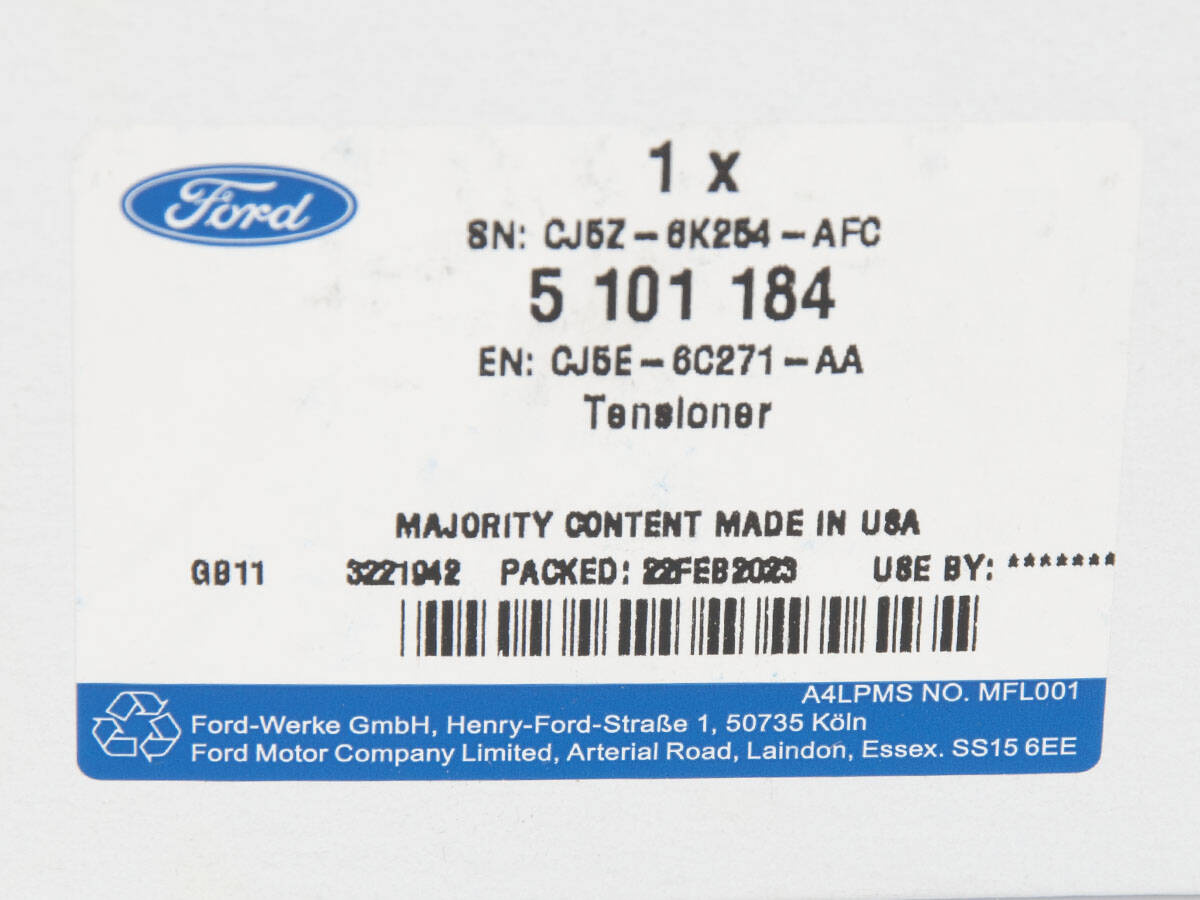 Ford
1 x
SN: CJ5Z-6K254-AFC
5 101 184
EN: CJ5E-6C271-AA
Tensioner
MAJORITY CONTENT MADE IN USA
GB11 3221942 PACKED: 22FEB2023 USE BY: *******
A4LPMS NO. MFL001
Ford-Werke GmbH, Henry-Ford-Straße 1, 50735 Köln
Ford Motor Company Limited, Arterial Road, Laindon, Essex. SS15 6EE